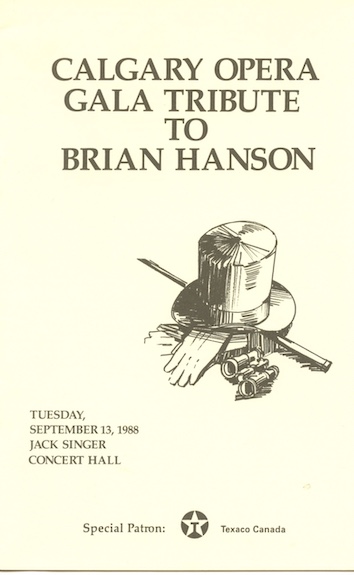 CALGARY OPERA
GALA TRIBUTE
TO
BRIAN HANSON
TUESDAY,
SEPTEMBER 13, 1988
JACK SINGER
CONCERT HALL
Special Patron: T Texaco Canada